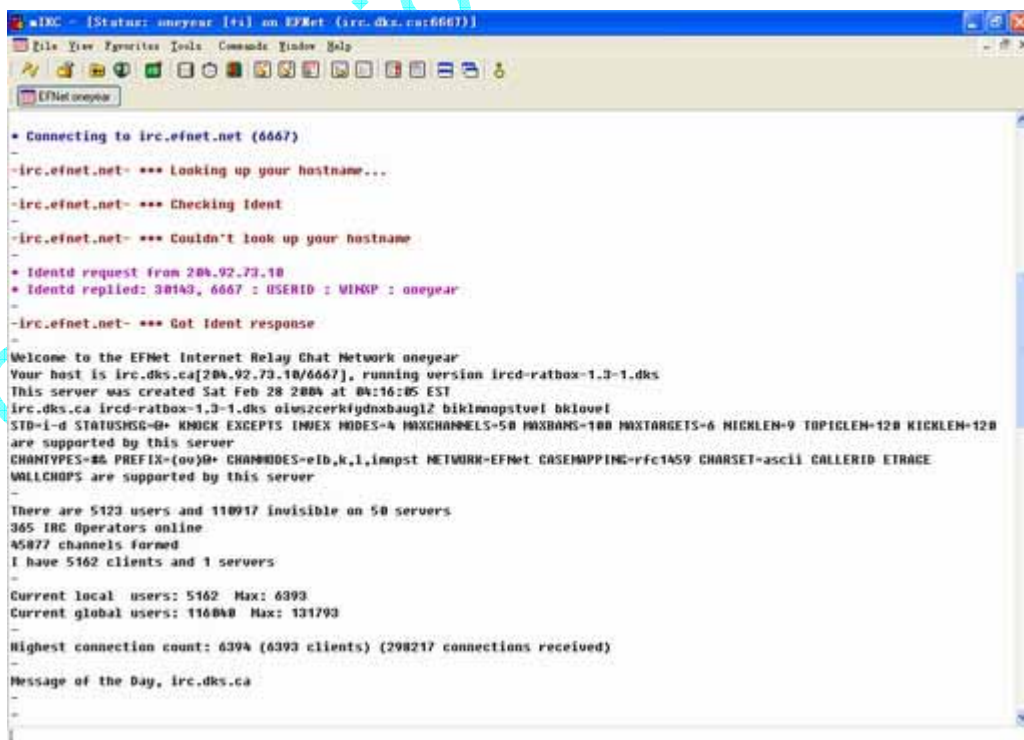 mIRC - [Status: oneyear [+i] on EFNet (irc.dks.ca:6667)]
File View Favorites Tools Commands Window Help
EFNet oneyear
* Connecting to irc.efnet.net (6667)
-
-irc.efnet.net- *** Looking up your hostname...
-
-irc.efnet.net- *** Checking Ident
-
-irc.efnet.net- *** Couldn't look up your hostname
-
* Identd request from 204.92.73.10
* Identd replied: 30143, 6667 : USERID : WINXP : oneyear
-
-irc.efnet.net- *** Got Ident response
-
Welcome to the EFNet Internet Relay Chat Network oneyear
Your host is irc.dks.ca[204.92.73.10/6667], running version ircd-ratbox-1.3-1.dks
This server was created Sat Feb 28 2004 at 04:16:05 EST
irc.dks.ca ircd-ratbox-1.3-1.dks oiwszcerkfydnxbauglZ biklmnopstveI bkloveI
STD=i-d STATUSMSG=@+ KNOCK EXCEPTS INVEX MODES=4 MAXCHANNELS=50 MAXBANS=100 MAXTARGETS=6 NICKLEN=9 TOPICLEN=120 KICKLEN=120
are supported by this server
CHANTYPES=#& PREFIX=(ov)@+ CHANMODES=eIb,k,l,imnpst NETWORK=EFNet CASEMAPPING=rfc1459 CHARSET=ascii CALLERID ETRACE
WALLCHOPS are supported by this server
-
There are 5123 users and 110917 invisible on 50 servers
365 IRC Operators online
45877 channels formed
I have 5162 clients and 1 servers
-
Current local users: 5162 Max: 6393
Current global users: 116040 Max: 131793
-
Highest connection count: 6394 (6393 clients) (298217 connections received)
-
Message of the Day, irc.dks.ca
-
-